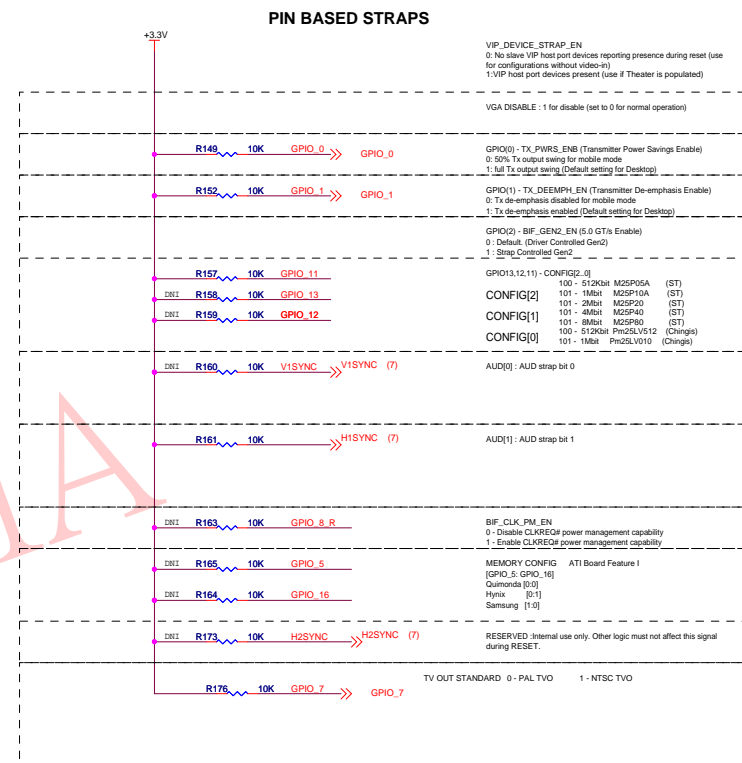 PIN BASED STRAPS
+3.3V
VIP_DEVICE_STRAP_EN
0: No slave VIP host port devices reporting presence during reset (use
for configurations without video-in)
1:VIP host port devices present (use if Theater is populated)
VGA DISABLE : 1 for disable (set to 0 for normal operation)
R149 10K GPIO_0 GPIO_0
GPIO(0) - TX_PWRS_ENB (Transmitter Power Savings Enable)
0: 50% Tx output swing for mobile mode
1: full Tx output swing (Default setting for Desktop)
R152 10K GPIO_1 GPIO_1
GPIO(1) - TX_DEEMPH_EN (Transmitter De-emphasis Enable)
0: Tx de-emphasis disabled for mobile mode
1: Tx de-emphasis enabled (Default setting for Desktop)
GPIO(2) - BIF_GEN2_EN (5.0 GT/s Enable)
0 : Default. (Driver Controlled Gen2)
1 : Strap Controlled Gen2
R157 10K GPIO_11
DNI R158 10K GPIO_13
DNI R159 10K GPIO_12
GPIO13,12,11) - CONFIG[2..0]
CONFIG[2]
CONFIG[1]
CONFIG[0]
100 - 512Kbit M25P05A (ST)
101 - 1Mbit M25P10A (ST)
101 - 2Mbit M25P20 (ST)
101 - 4Mbit M25P40 (ST)
101 - 8Mbit M25P80 (ST)
100 - 512Kbit Pm25LV512 (Chingis)
101 - 1Mbit Pm25LV010 (Chingis)
DNI R160 10K V1SYNC V1SYNC (7)
AUD[0] : AUD strap bit 0
R161 10K H1SYNC H1SYNC (7)
AUD[1] : AUD strap bit 1
DNI R163 10K GPIO_8_R
BIF_CLK_PM_EN
0 - Disable CLKREQ# power management capability
1 - Enable CLKREQ# power management capability
DNI R165 10K GPIO_5
DNI R164 10K GPIO_16
MEMORY CONFIG ATI Board Feature I
[GPIO_5: GPIO_16]
Quimonda [0:0]
Hynix [0:1]
Samsung [1:0]
DNI R173 10K H2SYNC H2SYNC (7)
RESERVED :Internal use only. Other logic must not affect this signal
during RESET.
R176 10K GPIO_7 GPIO_7
TV OUT STANDARD 0 - PAL TVO 1 - NTSC TVO